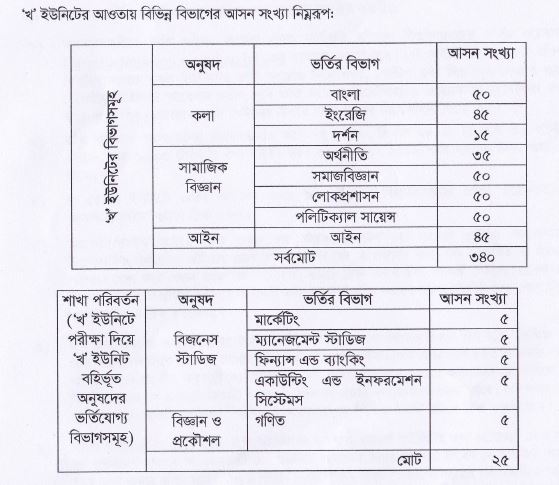 ‘খ’ ইউনিটের আওতায় বিভিন্ন বিভাগের আসন সংখ্যা নিম্নরূপঃ
‘খ’ ইউনিটের বিভাগসমূহ
অনুষদ ভর্তির বিভাগ আসন সংখ্যা
কলা
বাংলা ৫০
ইংরেজি ৪৫
দর্শন ১৫
সামাজিক
বিজ্ঞান
অর্থনীতি ৩৫
সমাজবিজ্ঞান ৫০
লোকপ্রশাসন ৫০
পলিটিক্যাল সায়েন্স ৫০
আইন আইন ৪৫
সর্বমোট ৩৪০
শাখা পরিবর্তন
(‘খ’ ইউনিটে
পরীক্ষা দিয়ে
‘খ’ ইউনিট
বহির্ভূত
অনুষদের
ভর্তিযোগ্য
বিভাগসমূহ)
অনুষদ ভর্তির বিভাগ আসন সংখ্যা
বিজনেস
স্টাডিজ
মার্কেটিং ৫
ম্যানেজমেন্ট স্টাডিজ ৫
ফিন্যান্স এন্ড ব্যাংকিং ৫
একাউন্টিং এন্ড ইনফরমেশন ৫
সিস্টেমস
বিজ্ঞান ও
প্রকৌশল
গণিত ৫
মোট ২৫